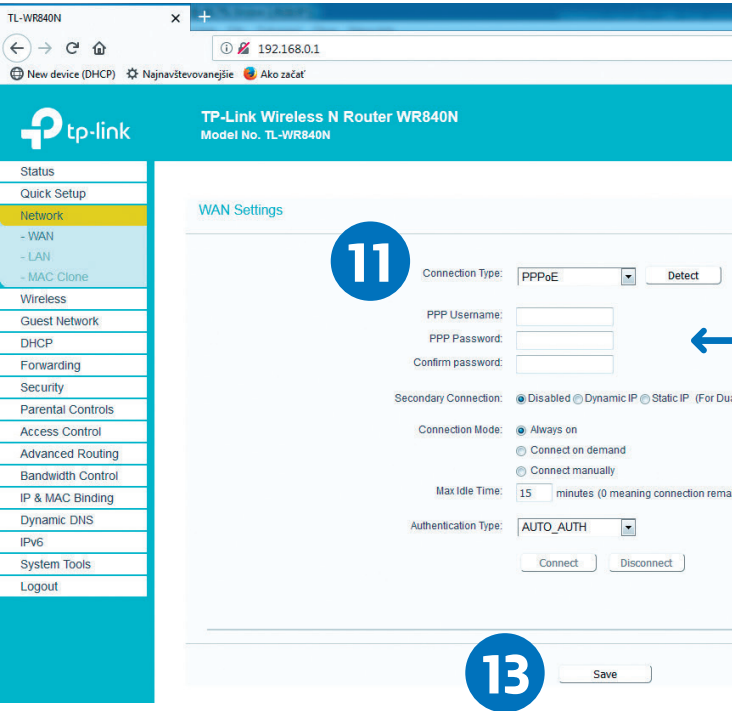 TL-WR840N
192.168.0.1
New device (DHCP) Najnavštevovanejšie Ako začať
tp-link
TP-Link Wireless N Router WR840N
Model No. TL-WR840N
Status
Quick Setup
Network
- WAN
- LAN
- MAC Clone
Wireless
Guest Network
DHCP
Forwarding
Security
Parental Controls
Access Control
Advanced Routing
Bandwidth Control
IP & MAC Binding
Dynamic DNS
IPv6
System Tools
Logout
WAN Settings
11
Connection Type: PPPoE Detect
PPP Username:
PPP Password:
Confirm password:
Secondary Connection: Disabled Dynamic IP Static IP (For Dua
Connection Mode: Always on
Connect on demand
Connect manually
Max Idle Time: 15 minutes (0 meaning connection rema
Authentication Type: AUTO_AUTH
Connect Disconnect
13
Save